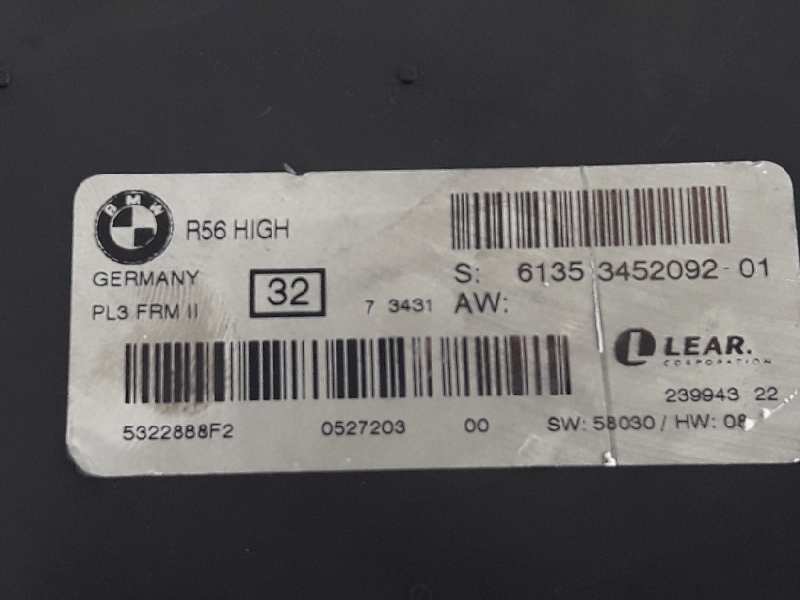 BMW
R56 HIGH
GERMANY
PL3 FRM II
32
7 3431
S: 6135 3452092-01
AW:
LEAR.
CORPORATION
239943 22
5322888F2 0527203 00 SW: 58030 / HW: 08